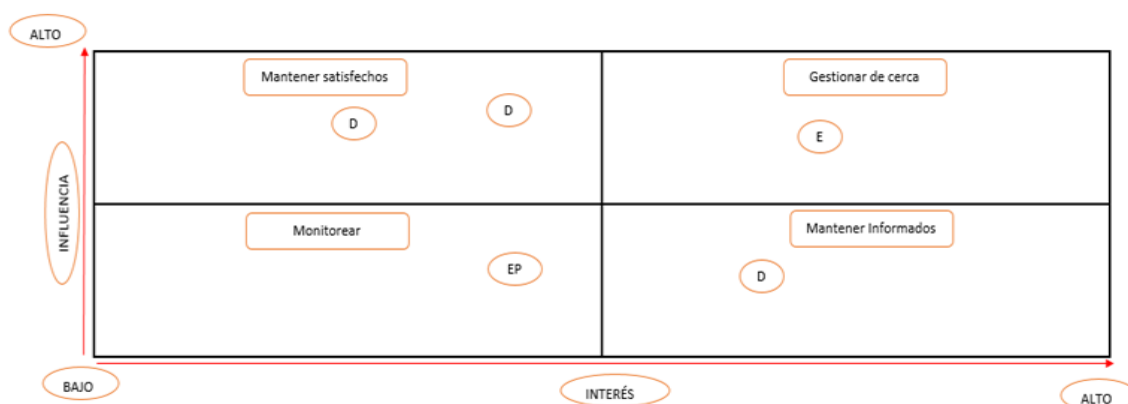 ALTO
Mantener satisfechos
Gestionar de cerca
D
D
E
INFLUENCIA
Monitorear
Mantener Informados
EP
D
BAJO
INTERÉS
ALTO